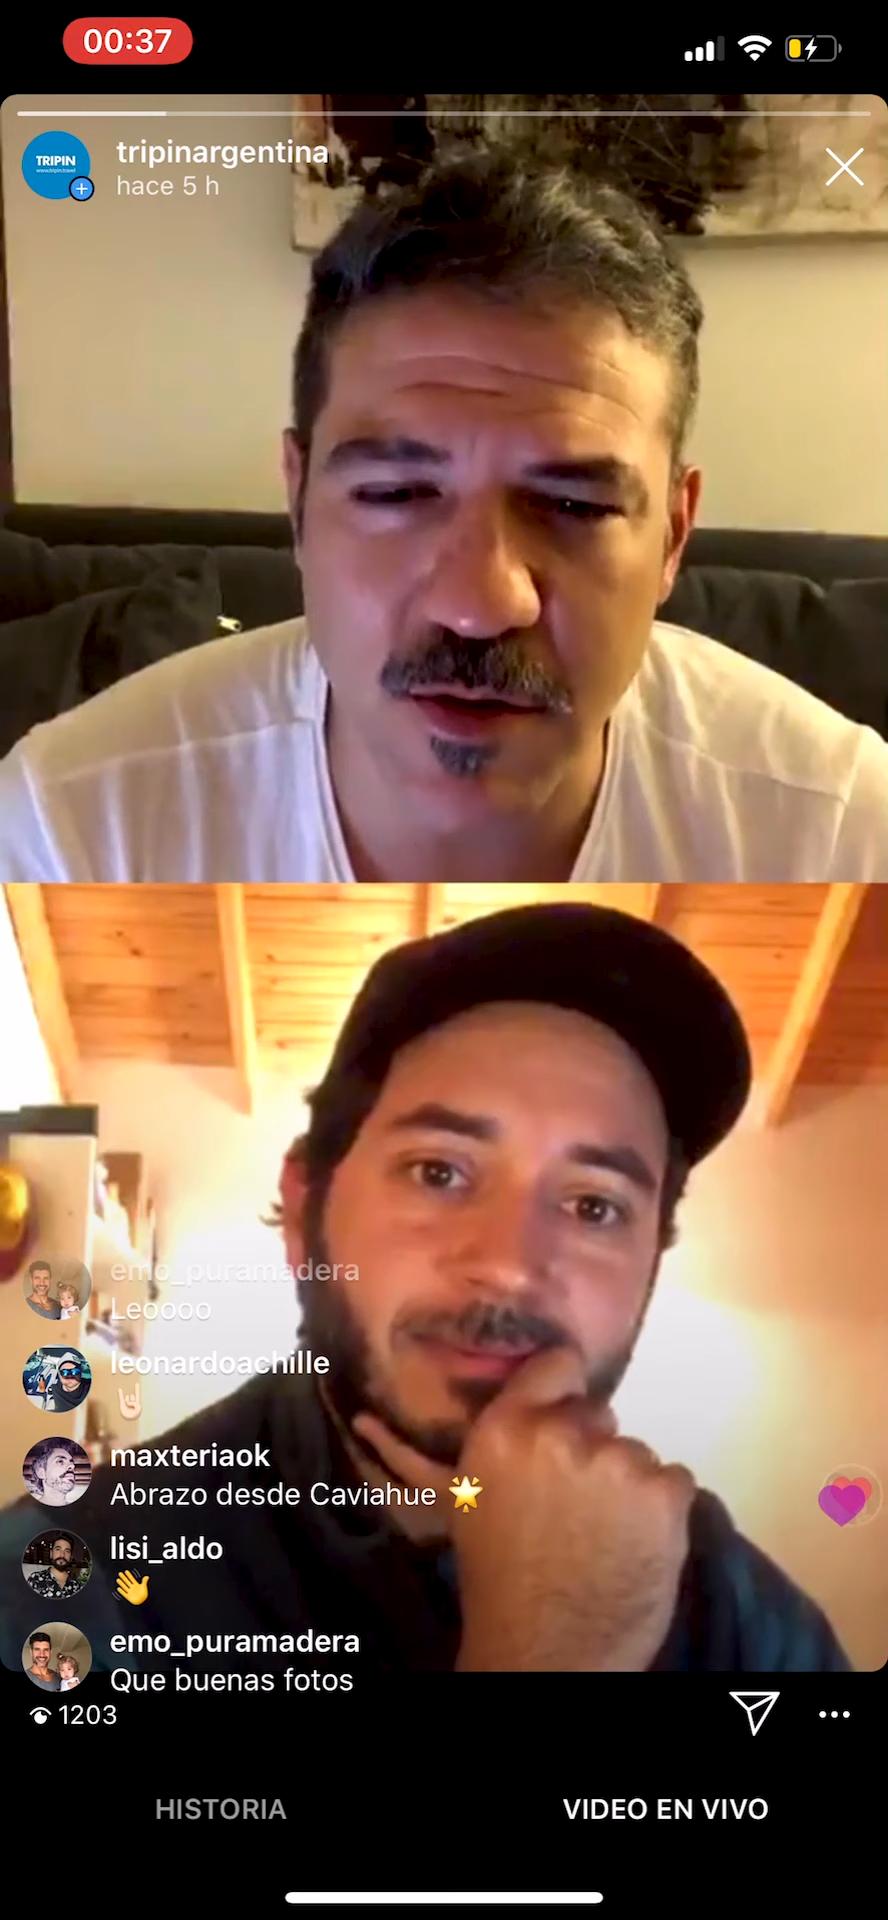 00:37
TRIPIN
tripinargentina
hace 5 h
emo_puramadera
Leoooo
leonardoachille
🤘🏻
maxteriaok
Abrazo desde Caviahue 🌟
lisi_aldo
👋
emo_puramadera
Que buenas fotos
1203
HISTORIA
VIDEO EN VIVO